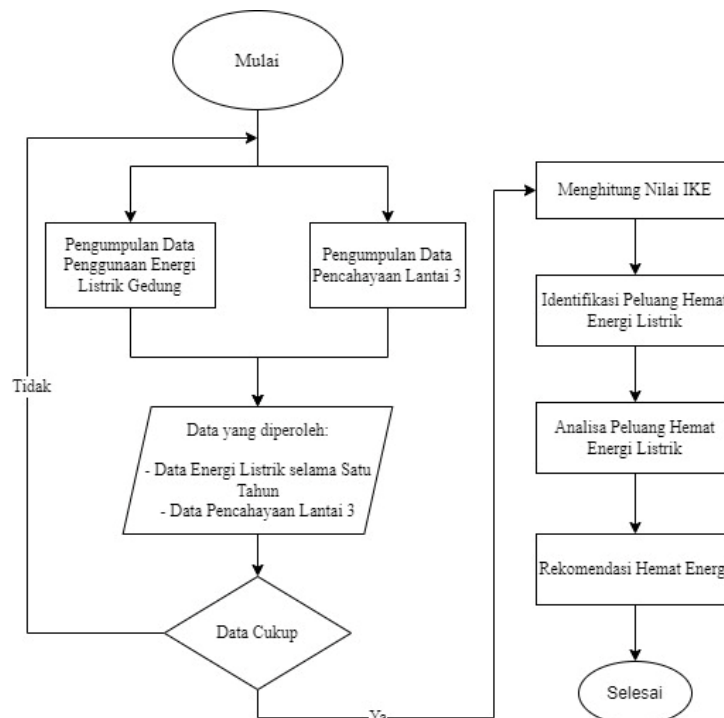 Mulai
Pengumpulan Data
Penggunaan Energi
Listrik Gedung
Pengumpulan Data
Pencahayaan Lantai 3
Tidak
Data yang diperoleh:
- Data Energi Listrik selama Satu
Tahun
- Data Pencahayaan Lantai 3
Data Cukup
Ya
Menghitung Nilai IKE
Identifikasi Peluang Hemat
Energi Listrik
Analisa Peluang Hemat
Energi Listrik
Rekomendasi Hemat Energi
Selesai